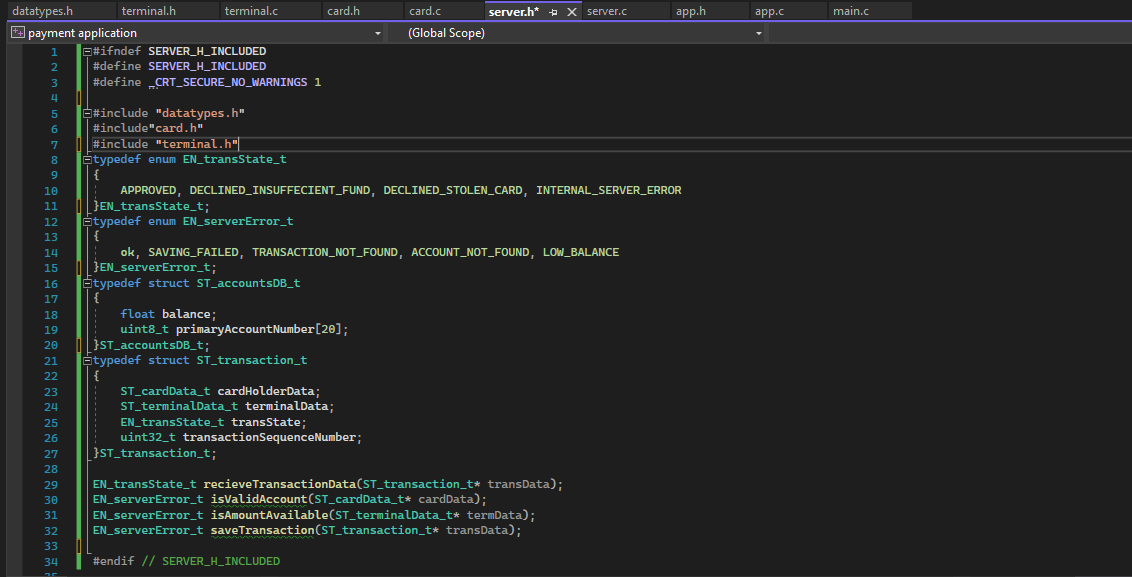 datatypes.h terminal.h terminal.c card.h card.c server.h* server.c app.h app.c main.c
payment application (Global Scope)
1 #ifndef SERVER_H_INCLUDED
2 #define SERVER_H_INCLUDED
3 #define _CRT_SECURE_NO_WARNINGS 1
4
5 #include "datatypes.h"
6 #include"card.h"
7 #include "terminal.h"
8 typedef enum EN_transState_t
9 {
10 APPROVED, DECLINED_INSUFFECIENT_FUND, DECLINED_STOLEN_CARD, INTERNAL_SERVER_ERROR
11 }EN_transState_t;
12 typedef enum EN_serverError_t
13 {
14 ok, SAVING_FAILED, TRANSACTION_NOT_FOUND, ACCOUNT_NOT_FOUND, LOW_BALANCE
15 }EN_serverError_t;
16 typedef struct ST_accountsDB_t
17 {
18 float balance;
19 uint8_t primaryAccountNumber[20];
20 }ST_accountsDB_t;
21 typedef struct ST_transaction_t
22 {
23 ST_cardData_t cardHolderData;
24 ST_terminalData_t terminalData;
25 EN_transState_t transState;
26 uint32_t transactionSequenceNumber;
27 }ST_transaction_t;
28
29 EN_transState_t recieveTransactionData(ST_transaction_t* transData);
30 EN_serverError_t isValidAccount(ST_cardData_t* cardData);
31 EN_serverError_t isAmountAvailable(ST_terminalData_t* termData);
32 EN_serverError_t saveTransaction(ST_transaction_t* transData);
33
34 #endif // SERVER_H_INCLUDED
35